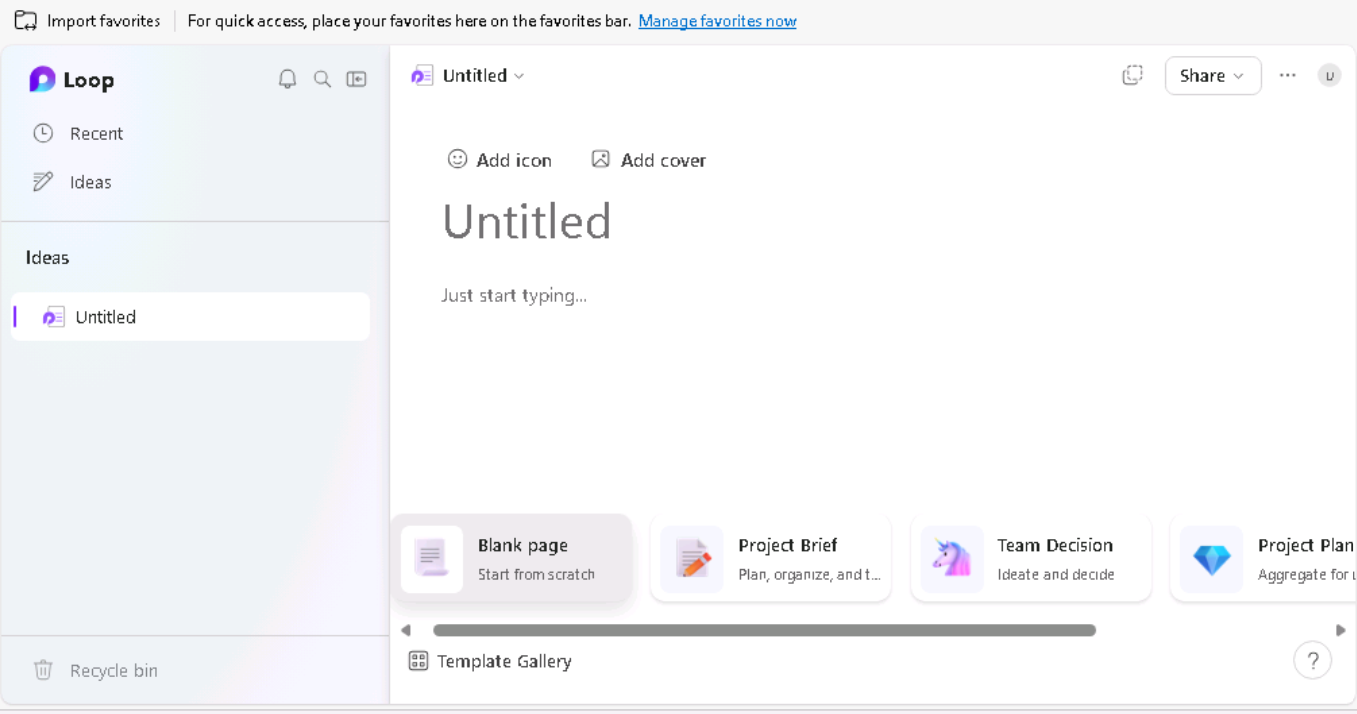 Import favorites
For quick access, place your favorites here on the favorites bar. Manage favorites now
Loop
Recent
Ideas
Ideas
Untitled
Recycle bin
Untitled
Share
U
Add icon
Add cover
Untitled
Just start typing...
Blank page
Start from scratch
Project Brief
Plan, organize, and t...
Team Decision
Ideate and decide
Project Plan
Aggregate for
Template Gallery
?